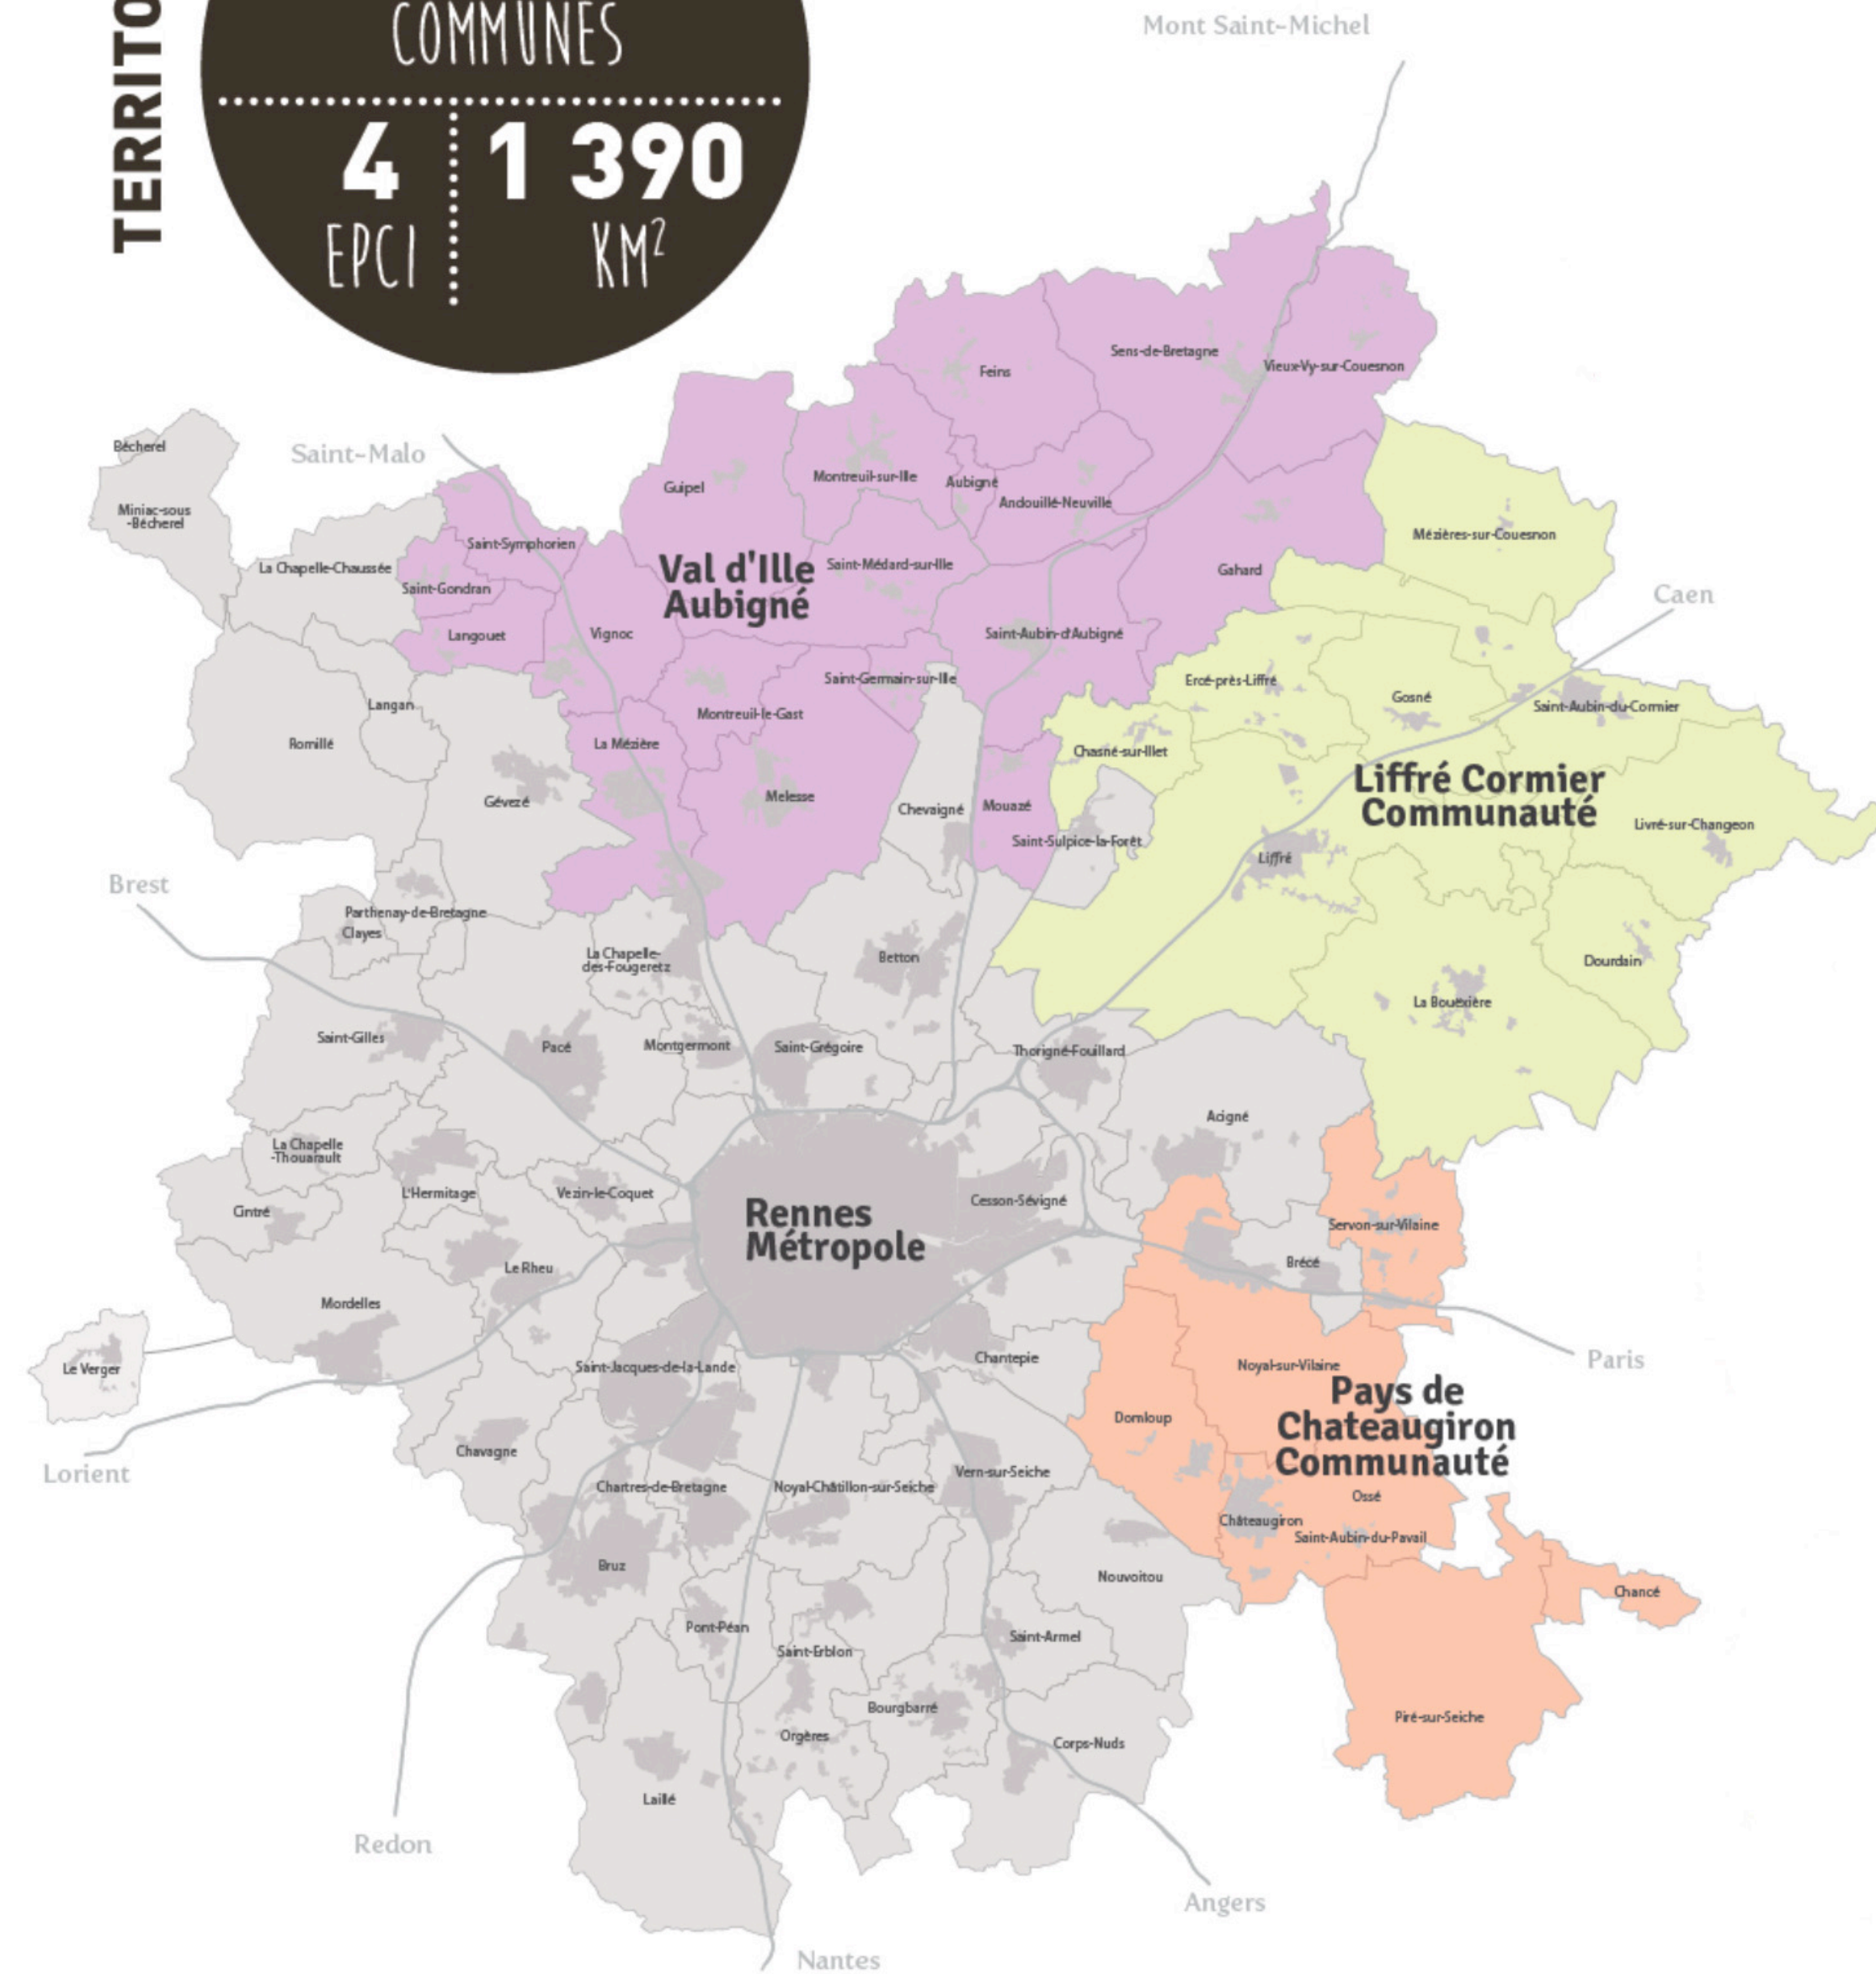 TERRITO
COMMUNES
4
EPCI
1 390
KM²
Mont Saint-Michel
Saint-Malo
Caen
Brest
Paris
Lorient
Redon
Angers
Nantes
Val d'Ille
Aubigné
Feins
Sens-de-Bretagne
Vieux-Vy-sur-Couesnon
Guipel
Montreuil-sur-Ille
Aubigné
Andouillé-Neuville
Saint-Symphorien
Saint-Gondran
Langouet
Vignoc
Saint-Médard-sur-Ille
Gahard
Saint-Aubin-d'Aubigné
Saint-Germain-sur-Ille
Montreuil-le-Gast
La Mézière
Melesse
Mouazé
Liffré Cormier
Communauté
Mézières-sur-Couesnon
Ercé-près-Liffré
Gosné
Saint-Aubin-du-Cormier
Chasné-sur-Illet
Liffré
Livré-sur-Changeon
Dourdain
La Bouëxière
Rennes
Métropole
Bécherel
Miniac-sous
-Bécherel
La Chapelle-Chaussée
Langan
Romillé
Gévezé
Chevaigné
Saint-Sulpice-la-Forêt
Parthenay-de-Bretagne
Clayes
La Chapelle-
des-Fougeretz
Betton
Saint-Gilles
Pacé
Montgermont
Saint-Grégoire
Thorigné-Fouillard
Acigné
La Chapelle
-Thouarault
L'Hermitage
Vezin-le-Coquet
Cesson-Sévigné
Cintré
Le Rheu
Brécé
Mordelles
Le Verger
Saint-Jacques-de-la-Lande
Chantepie
Chavagne
Chartres-de-Bretagne
Noyal-Châtillon-sur-Seiche
Vern-sur-Seiche
Bruz
Nouvoitou
Pont-Péan
Saint-Erblon
Saint-Armel
Bourgbarré
Orgères
Corps-Nuds
Laillé
Pays de
Chateaugiron
Communauté
Servon-sur-Vilaine
Noyal-sur-Vilaine
Domloup
Ossé
Châteaugiron
Saint-Aubin-du-Pavail
Chancé
Piré-sur-Seiche